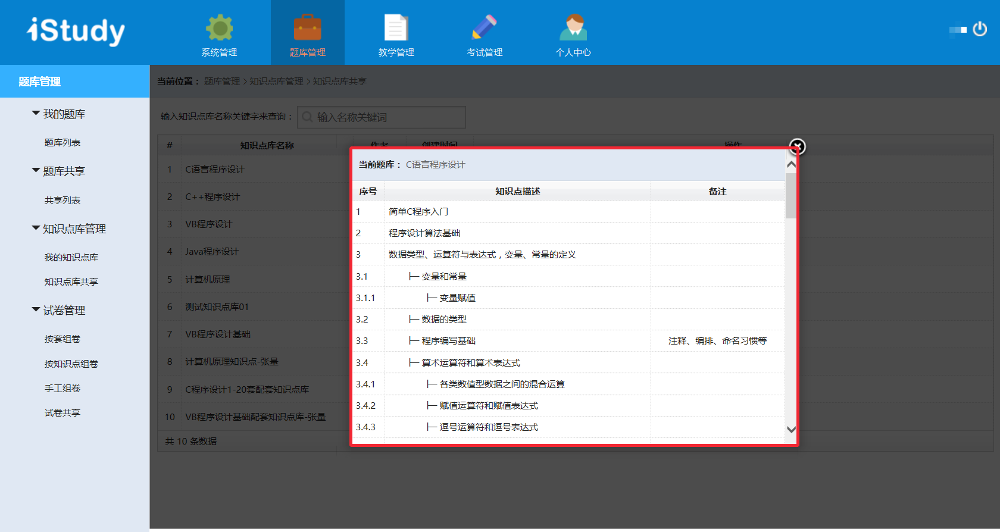 iStudy
系统管理
题库管理
教学管理
考试管理
个人中心
题库管理
我的题库
题库列表
题库共享
共享列表
知识点库管理
我的知识点库
知识点库共享
试卷管理
按套组卷
按知识点组卷
手工组卷
试卷共享
当前位置： 题库管理 > 知识点库管理 > 知识点库共享
输入知识点库名称关键字来查询： 输入名称关键词
# 知识点库名称 作者 创建时间 操作
1 C语言程序设计
2 C++程序设计
3 VB程序设计
4 Java程序设计
5 计算机原理
6 测试知识点库01
7 VB程序设计基础
8 计算机原理知识点-张量
9 C程序设计1-20套配套知识点库
10 VB程序设计基础配套知识点库-张量
共 10 条数据
当前题库： C语言程序设计
序号 知识点描述 备注
1 简单C程序入门
2 程序设计算法基础
3 数据类型、运算符与表达式，变量、常量的定义
3.1 ├─ 变量和常量
3.1.1 ├─ 变量赋值
3.2 ├─ 数据的类型
3.3 ├─ 程序编写基础 注释、编排、命名习惯等
3.4 ├─ 算术运算符和算术表达式
3.4.1 ├─ 各类数值型数据之间的混合运算
3.4.2 ├─ 赋值运算符和赋值表达式
3.4.3 ├─ 逗号运算符和逗号表达式